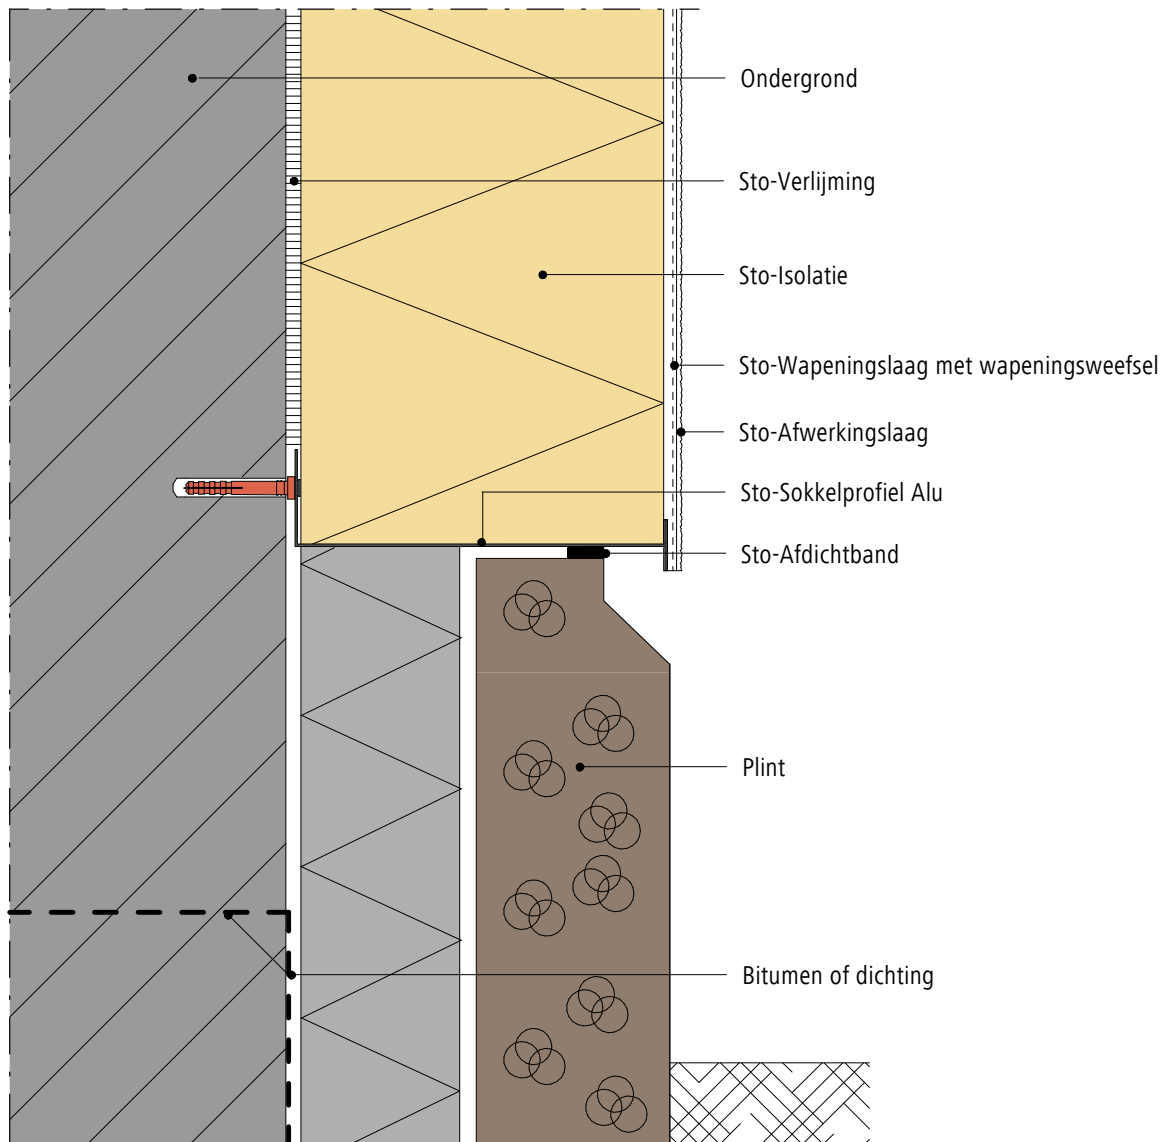 Ondergrond
Sto-Verlijming
Sto-Isolatie
Sto-Wapeningslaag met wapeningsweefsel
Sto-Afwerkingslaag
Sto-Sokkelprofiel Alu
Sto-Afdichtband
Plint
Bitumen of dichting